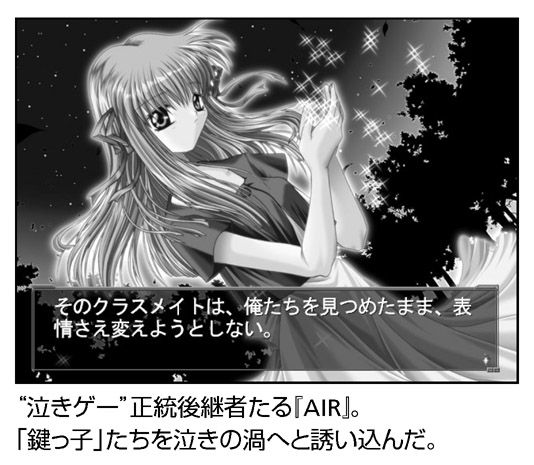 そのクラスメイトは、俺たちを見つめたまま、表
情さえ変えようとしない。
“泣きゲー”正統後継者たる『AIR』。
「鍵っ子」たちを泣きの渦へと誘い込んだ。